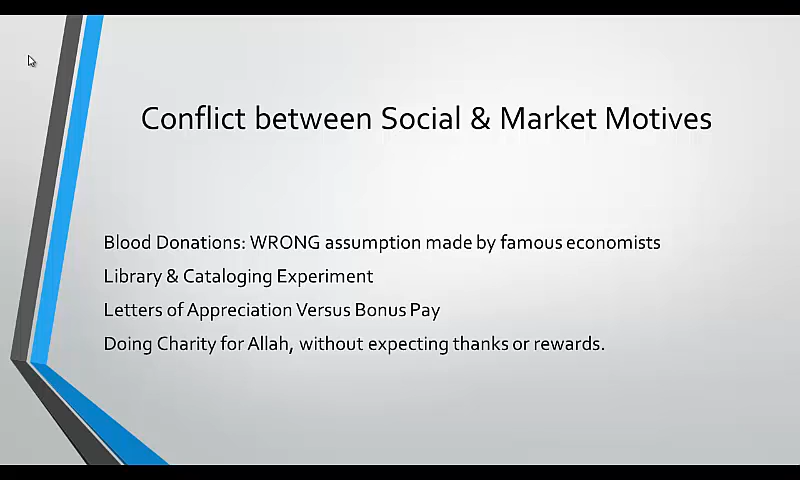 Conflict between Social & Market Motives
Blood Donations: WRONG assumption made by famous economists
Library & Cataloging Experiment
Letters of Appreciation Versus Bonus Pay
Doing Charity for Allah, without expecting thanks or rewards.